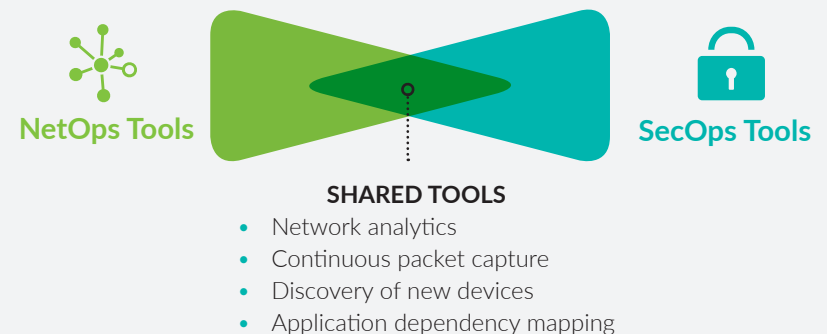 NetOps Tools
SecOps Tools
SHARED TOOLS
• Network analytics
• Continuous packet capture
• Discovery of new devices
• Application dependency mapping